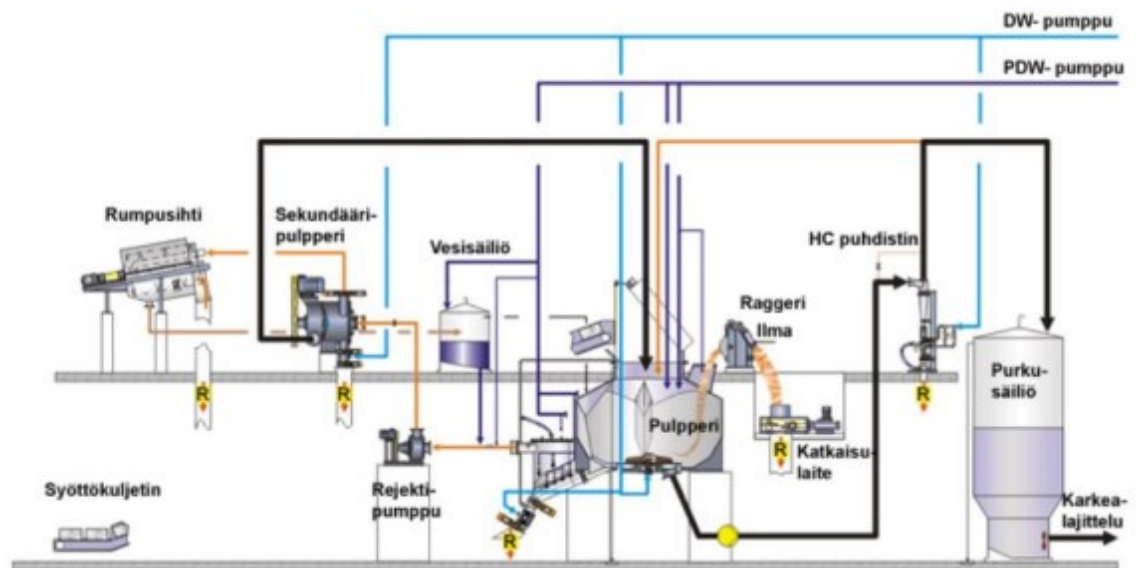 DW- pumppu
PDW- pumppu
Rumpusihti
Sekundääri-
pulpperi
Vesisäiliö
HC puhdistin
Raggeri
Ilma
Purku-
säiliö
R
R
R
Pulpperi
R
Katkaisu-
laite
Syöttökuljetin
Rejekti-
pumppu
R
Karkea-
lajittelu